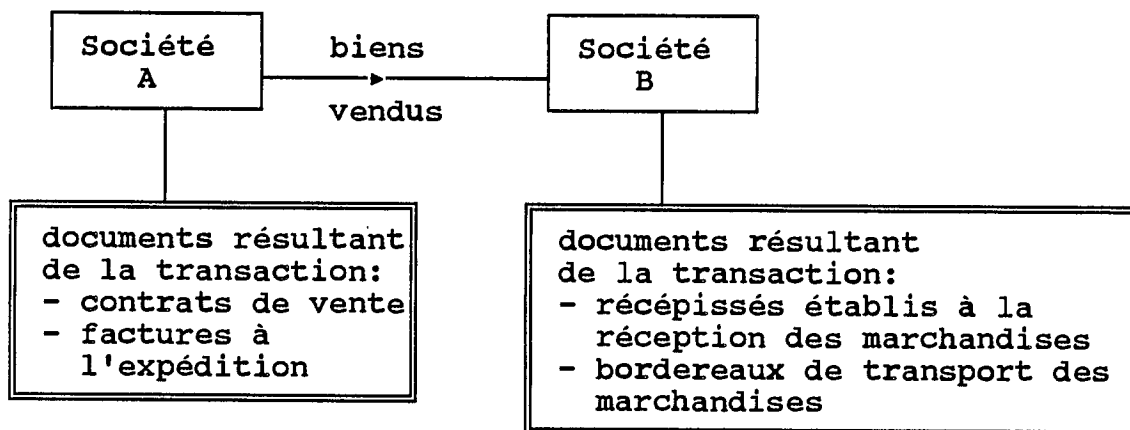 Société
A
biens
vendus
Société
B
documents résultant
de la transaction:
- contrats de vente
- factures à
l'expédition
documents résultant
de la transaction:
- récépissés établis à la
réception des marchandises
- bordereaux de transport des
marchandises